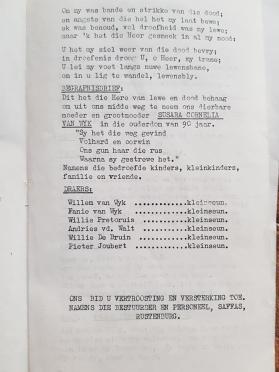 Om my was bande en strikke van die dood;
en angste van die hel het my laat bewe;
ek was benoud, vol droefheid was my lewe;
maar 'k het die Heer gesmeek in al my nood:
U het my siel weer van die dood bevry;
in droefenis droog U, o Heer, my trane;
U lei my voet langs nuwe lewensbane,
om in u lig te wandel, lewensbly.
BEGRAFNISBRIEF:
Dit het die Here van lewe en dood behaag
om uit ons midde weg te neem ons dierbare
moeder en grootmoeder SUSARA CORNELIA
VAN WYK in die ouderdom van 90 jaar.
"Sy het die weg gevind
Volhard en oorwin
Ons gun haar die rus
Waarna sy gestrewe het."
Namens die bedroefde kinders, kleinkinders,
familie en vriende.
DRAERS:
Willem van Wyk ............kleinseun.
Fanie van Wyk .............kleinseun.
Willie Pretoruis ..........kleinseun.
Andries vd. Walt ..........kleinseun.
Willie De Bruin ...........kleinseun.
Pieter Joubert ............kleinseun.
ONS BID U VERTROOSTING EN VERSTERKING TOE.
NAMENS DIE BESTUURDER EN PERSONEEL, SAFFAS,
RUSTENBURG.